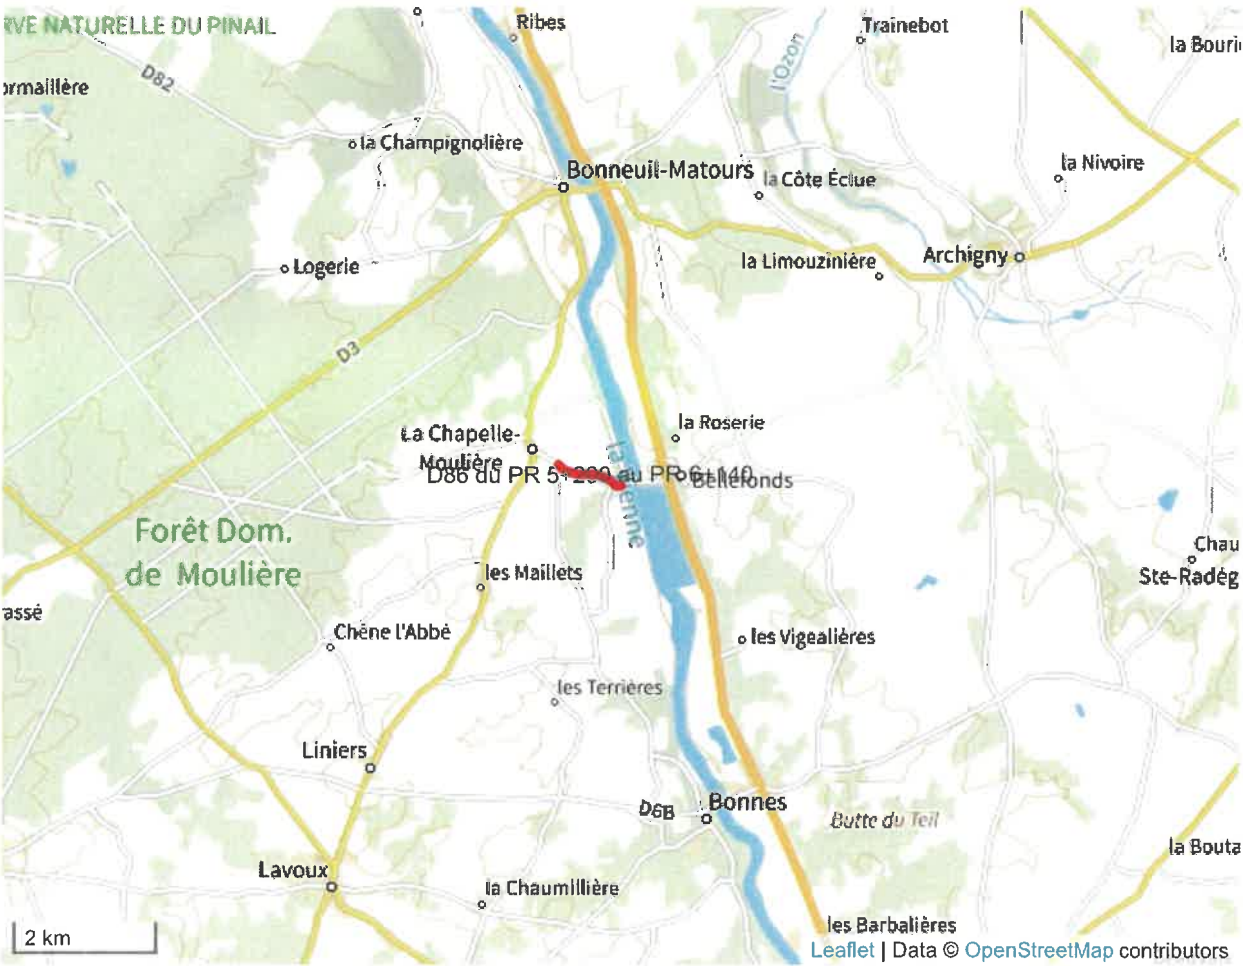 RVE NATURELLE DU PINAIL
Ribes
Trainebot
la Bouri
l'Ozon
D82
ormaillère
la Champignolière
Bonneuil-Matours
la Côte Éclue
la Nivoire
Logerie
la Limouzinière
Archigny
D3
la Roserie
La Chapelle-
Moulière
D86 du PR 5+290 au PR 6+140
Bellefonds
la Vienne
Forêt Dom.
de Moulière
Chau
Ste-Radég
les Maillets
assé
Chêne l'Abbé
les Vigealières
les Terrières
Liniers
D6B
Bonnes
Butte du Teil
la Bouta
Lavoux
la Chaumillière
les Barbalières
2 km
Leaflet | Data © OpenStreetMap contributors